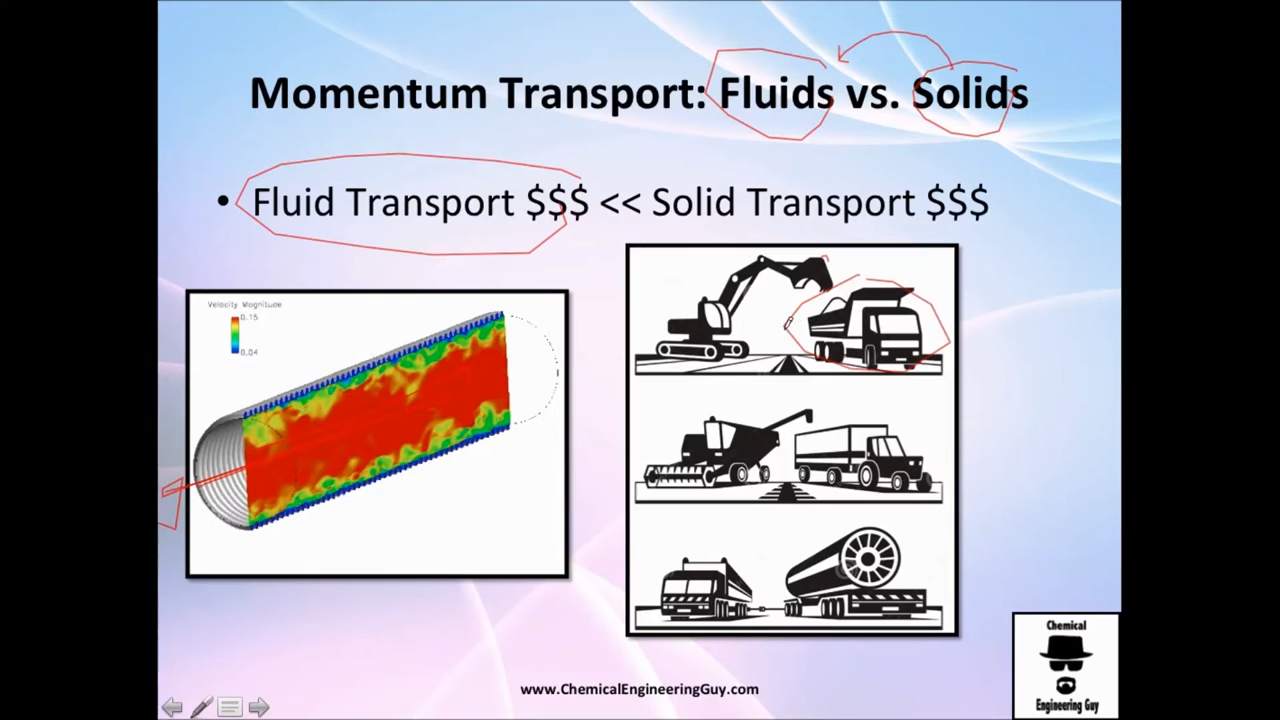 Momentum Transport: Fluids vs. Solids
• Fluid Transport $$$ << Solid Transport $$$
Velocity Magnitude
0.15
0.04
www.ChemicalEngineeringGuy.com
Chemical
Engineering Guy